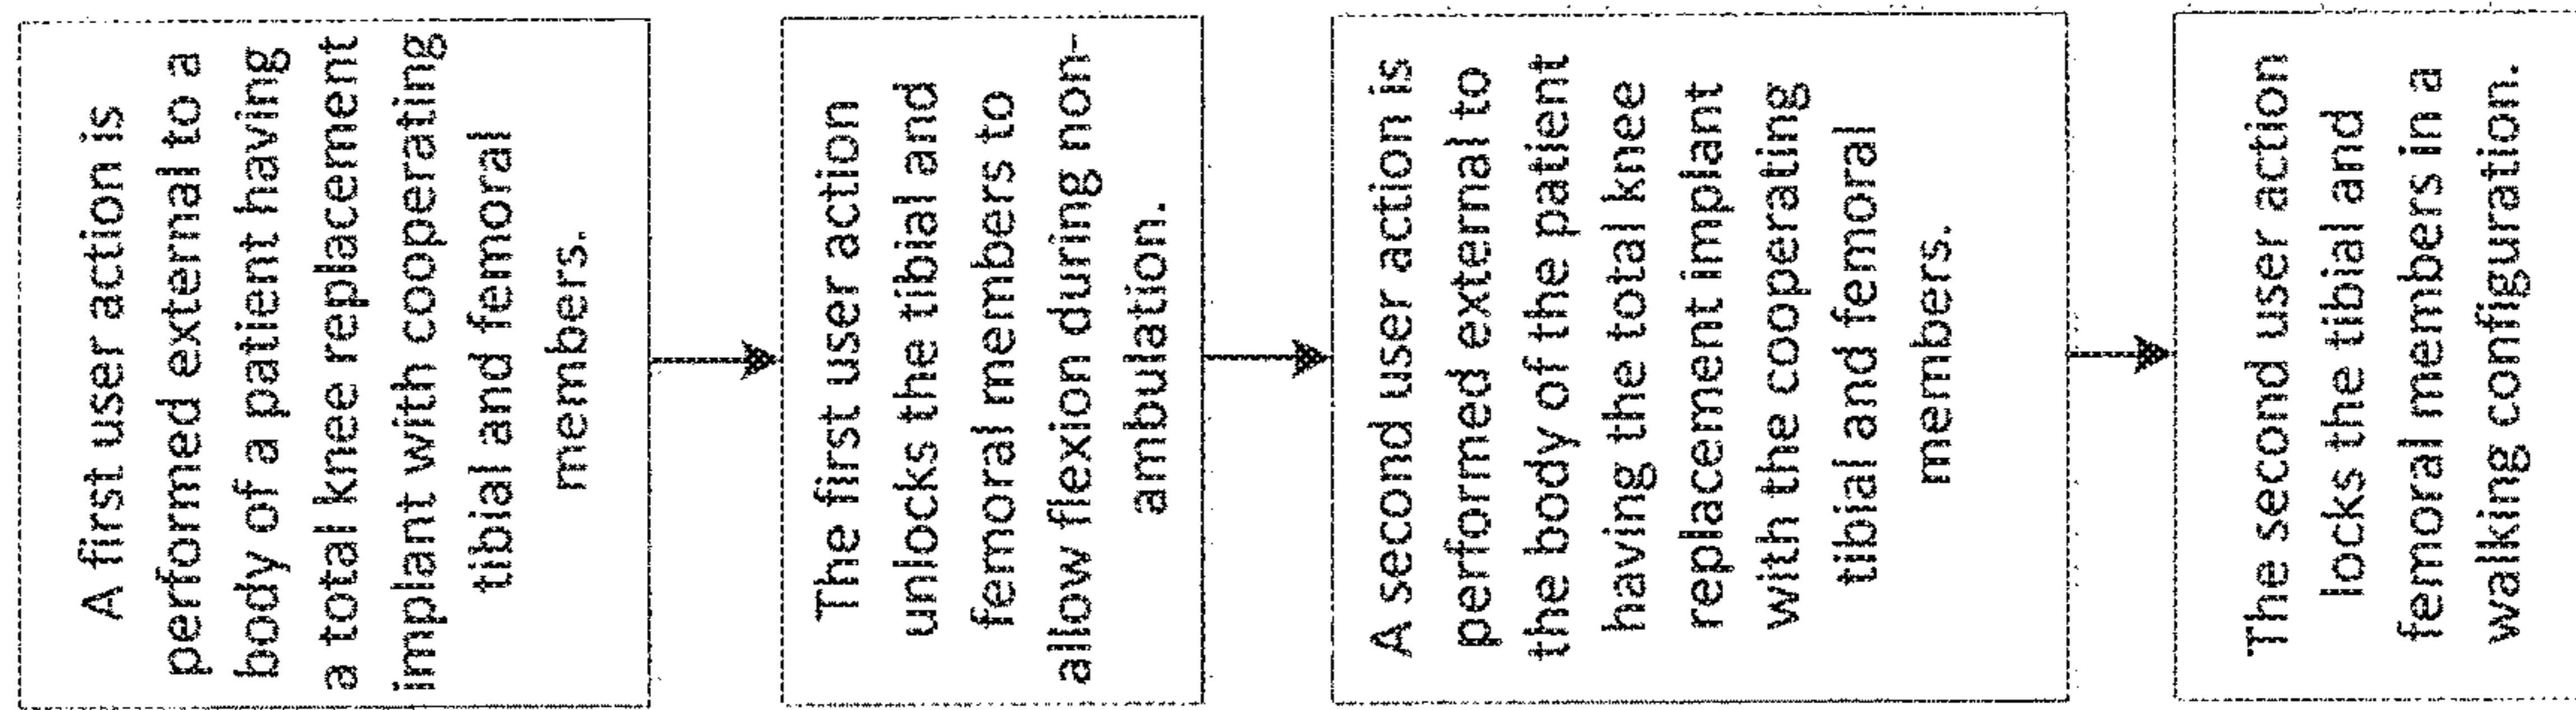 A first user action is
performed external to a
body of a patient having
a total knee replacement
implant with cooperating
tibial and femoral
members.
The first user action
unlocks the tibial and
femoral members to
allow flexion during non-
ambulation.
A second user action is
performed external to
the body of the patient
having the total knee
replacement implant
with the cooperating
tibial and femoral
members.
The second user action
locks the tibial and
femoral members in a
walking configuration.